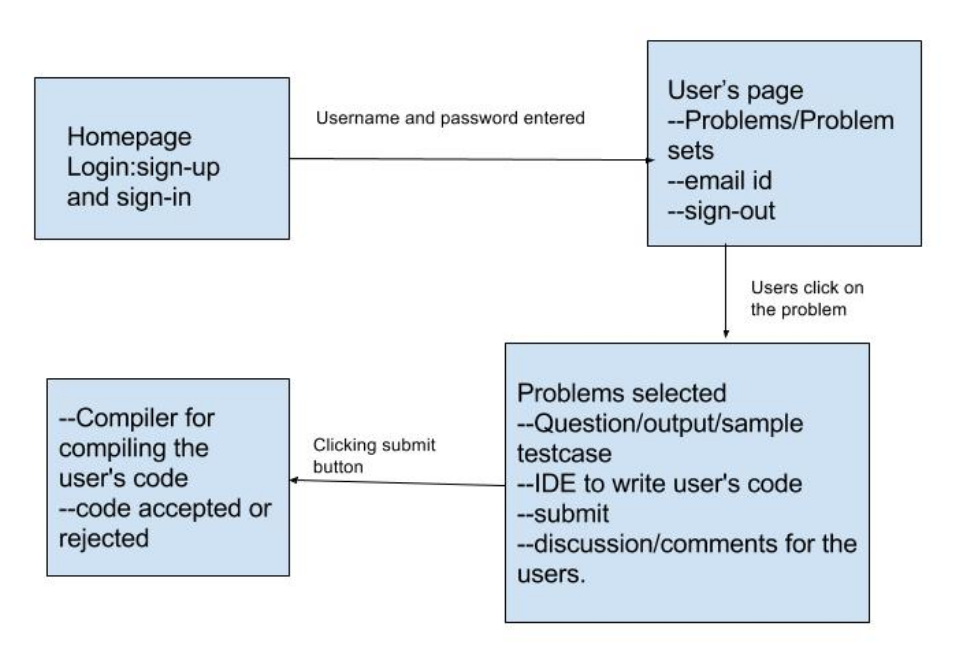 Homepage
Login:sign-up
and sign-in
Username and password entered
User's page
--Problems/Problem
sets
--email id
--sign-out
Users click on
the problem
Problems selected
--Question/output/sample
testcase
--IDE to write user's code
--submit
--discussion/comments for the
users.
Clicking submit
button
--Compiler for
compiling the
user's code
--code accepted or
rejected